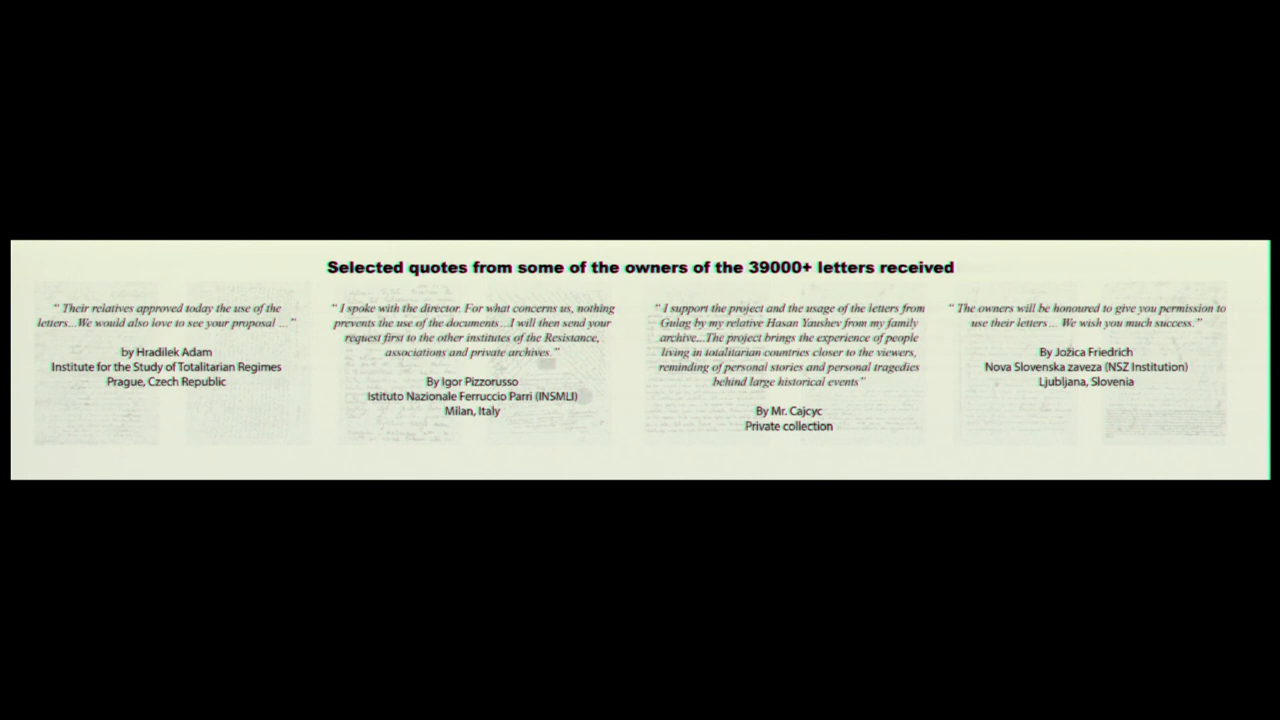 Selected quotes from some of the owners of the 39000+ letters received
“ Their relatives approved today the use of the
letters...We would also love to see your proposal ... ”
by Hradilek Adam
Institute for the Study of Totalitarian Regimes
Prague, Czech Republic
“ I spoke with the director. For what concerns us, nothing
prevents the use of the documents...I will then send your
request first to the other institutes of the Resistance,
associations and private archives.”
By Igor Pizzorusso
Istituto Nazionale Ferruccio Parri (INSMLI)
Milan, Italy
“ I support the project and the usage of the letters from
Gulag by my relative Hasan Yaushev from my family
archive...The project brings the experience of people
living in totalitarian countries closer to the viewers,
reminding of personal stories and personal tragedies
behind large historical events”
By Mr. Cajcyc
Private collection
“ The owners will be honoured to give you permission to
use their letters... We wish you much success.”
By Jožica Friedrich
Nova Slovenska zaveza (NSZ Institution)
Ljubljana, Slovenia